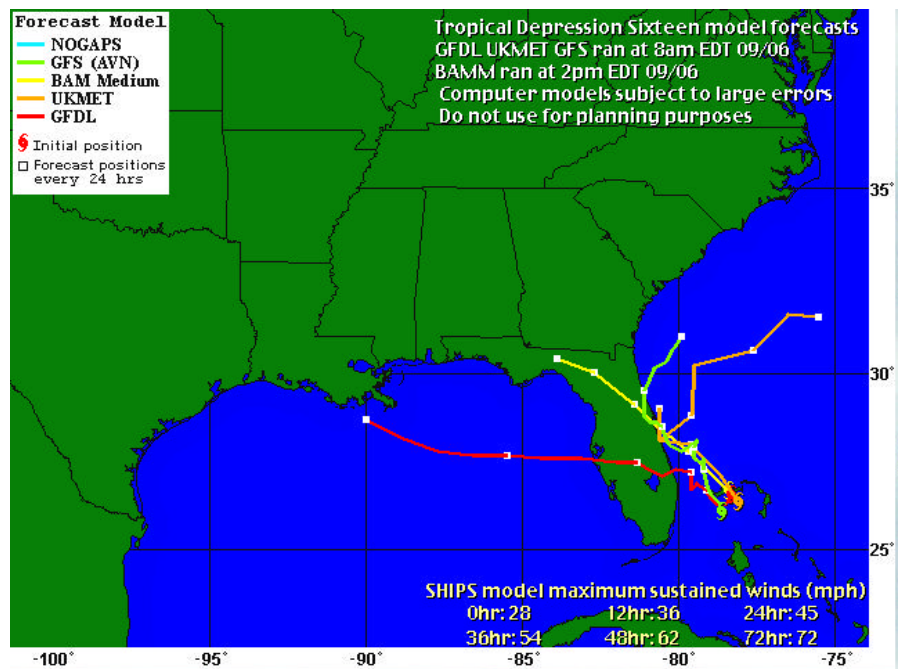 Forecast Model
NOGAPS
GFS (AVN)
BAM Medium
UKMET
GFDL
Initial position
Forecast positions
every 24 hrs
Tropical Depression Sixteen model forecasts
GFDL UKMET GFS ran at 8am EDT 09/06
BAMM ran at 2pm EDT 09/06
Computer models subject to large errors
Do not use for planning purposes
35°
30°
25°
SHIPS model maximum sustained winds (mph)
0hr: 28 12hr: 36 24hr: 45
36hr: 54 48hr: 62 72hr: 72
-100° -95° -90° -85° -80° -75°